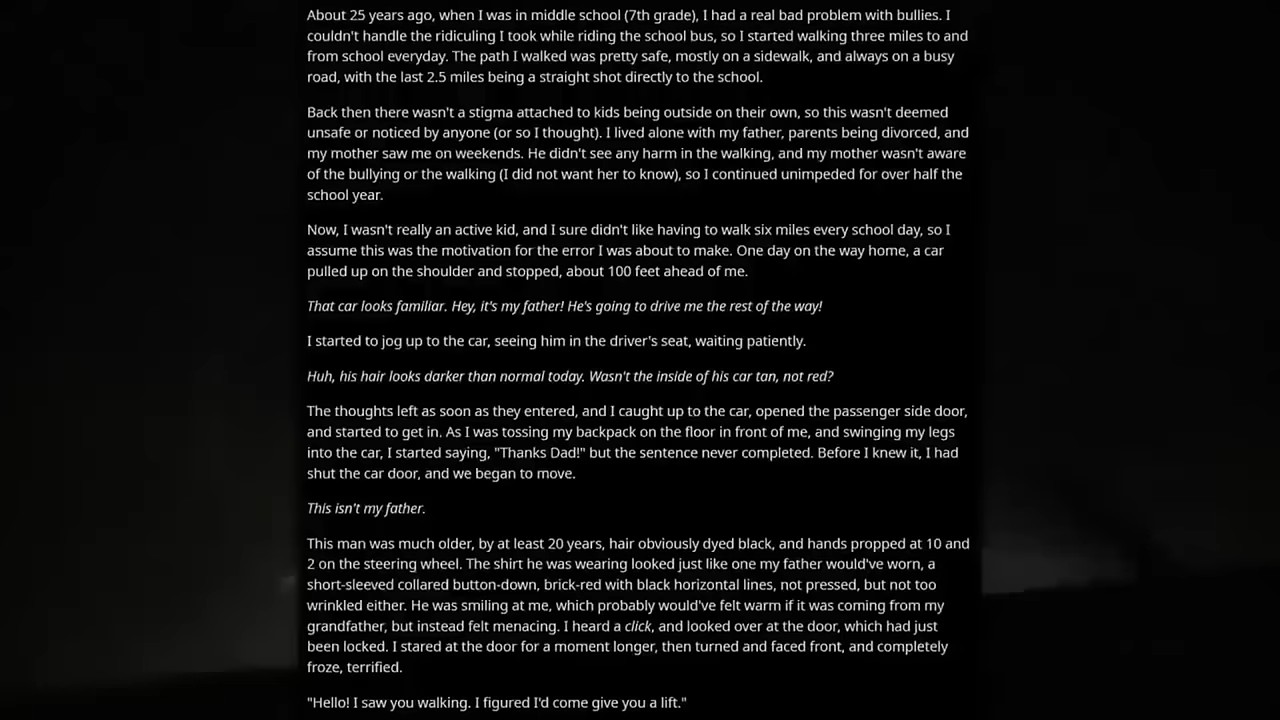 About 25 years ago, when I was in middle school (7th grade), I had a real bad problem with bullies. I
couldn't handle the ridiculing I took while riding the school bus, so I started walking three miles to and
from school everyday. The path I walked was pretty safe, mostly on a sidewalk, and always on a busy
road, with the last 2.5 miles being a straight shot directly to the school.
Back then there wasn't a stigma attached to kids being outside on their own, so this wasn't deemed
unsafe or noticed by anyone (or so I thought). I lived alone with my father, parents being divorced, and
my mother saw me on weekends. He didn't see any harm in the walking, and my mother wasn't aware
of the bullying or the walking (I did not want her to know), so I continued unimpeded for over half the
school year.
Now, I wasn't really an active kid, and I sure didn't like having to walk six miles every school day, so I
assume this was the motivation for the error I was about to make. One day on the way home, a car
pulled up on the shoulder and stopped, about 100 feet ahead of me.
That car looks familiar. Hey, it's my father! He's going to drive me the rest of the way!
I started to jog up to the car, seeing him in the driver's seat, waiting patiently.
Huh, his hair looks darker than normal today. Wasn't the inside of his car tan, not red?
The thoughts left as soon as they entered, and I caught up to the car, opened the passenger side door,
and started to get in. As I was tossing my backpack on the floor in front of me, and swinging my legs
into the car, I started saying, "Thanks Dad!" but the sentence never completed. Before I knew it, I had
shut the car door, and we began to move.
This isn't my father.
This man was much older, by at least 20 years, hair obviously dyed black, and hands propped at 10 and
2 on the steering wheel. The shirt he was wearing looked just like one my father would've worn, a
short-sleeved collared button-down, brick-red with black horizontal lines, not pressed, but not too
wrinkled either. He was smiling at me, which probably would've felt warm if it was coming from my
grandfather, but instead felt menacing. I heard a click, and looked over at the door, which had just
been locked. I stared at the door for a moment longer, then turned and faced front, and completely
froze, terrified.
"Hello! I saw you walking. I figured I'd come give you a lift."